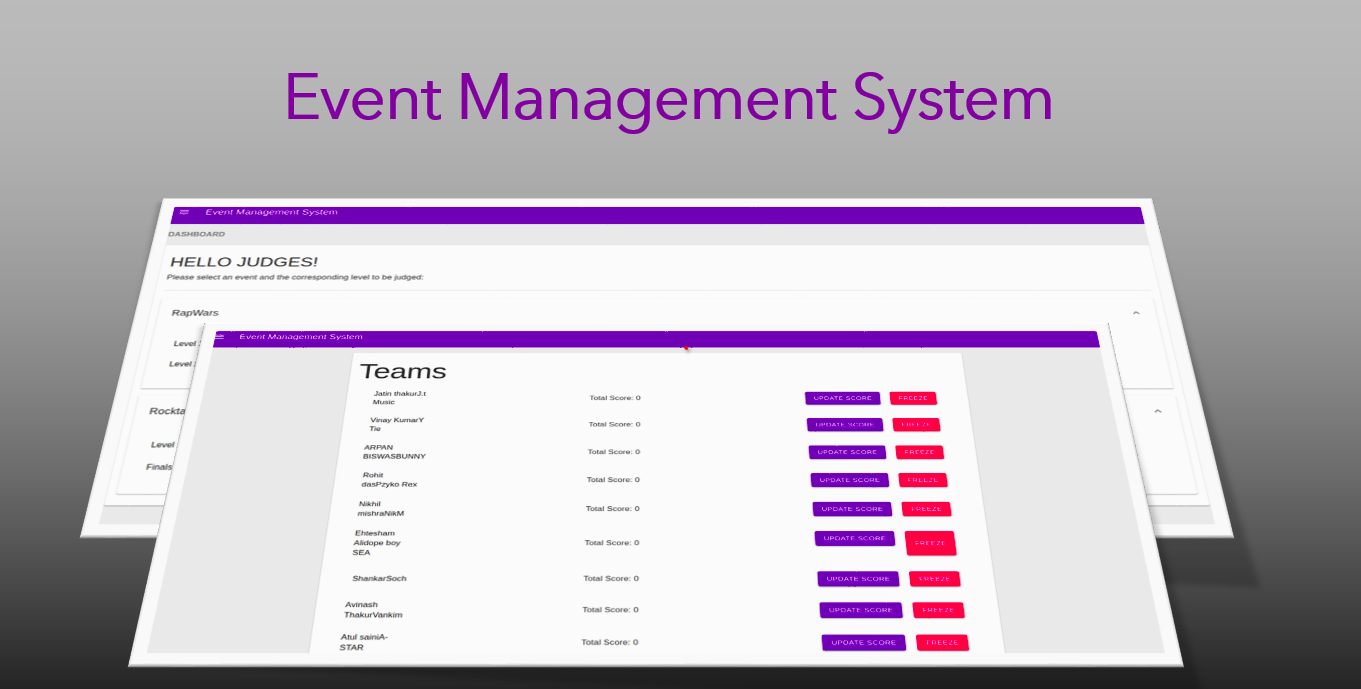 Event Management System
Event Management System
DASHBOARD
HELLO JUDGES!
Please select an event and the corresponding level to be judged:
RapWars
Level
Level
Rockta
Level
Finals
Event Management System
Teams
Jatin thakurJ.t
Music
Total Score: 0
UPDATE SCORE
FREEZE
Vinay KumarY
Tie
Total Score: 0
UPDATE SCORE
FREEZE
ARPAN
BISWASBUNNY
Total Score: 0
UPDATE SCORE
FREEZE
Rohit
dasPzyko Rex
Total Score: 0
UPDATE SCORE
FREEZE
Nikhil
mishraNikM
Total Score: 0
UPDATE SCORE
FREEZE
Ehtesham
Alidope boy
SEA
Total Score: 0
UPDATE SCORE
FREEZE
ShankarSoch
Total Score: 0
UPDATE SCORE
FREEZE
Avinash
ThakurVankim
Total Score: 0
UPDATE SCORE
FREEZE
Atul sainiA-
STAR
Total Score: 0
UPDATE SCORE
FREEZE